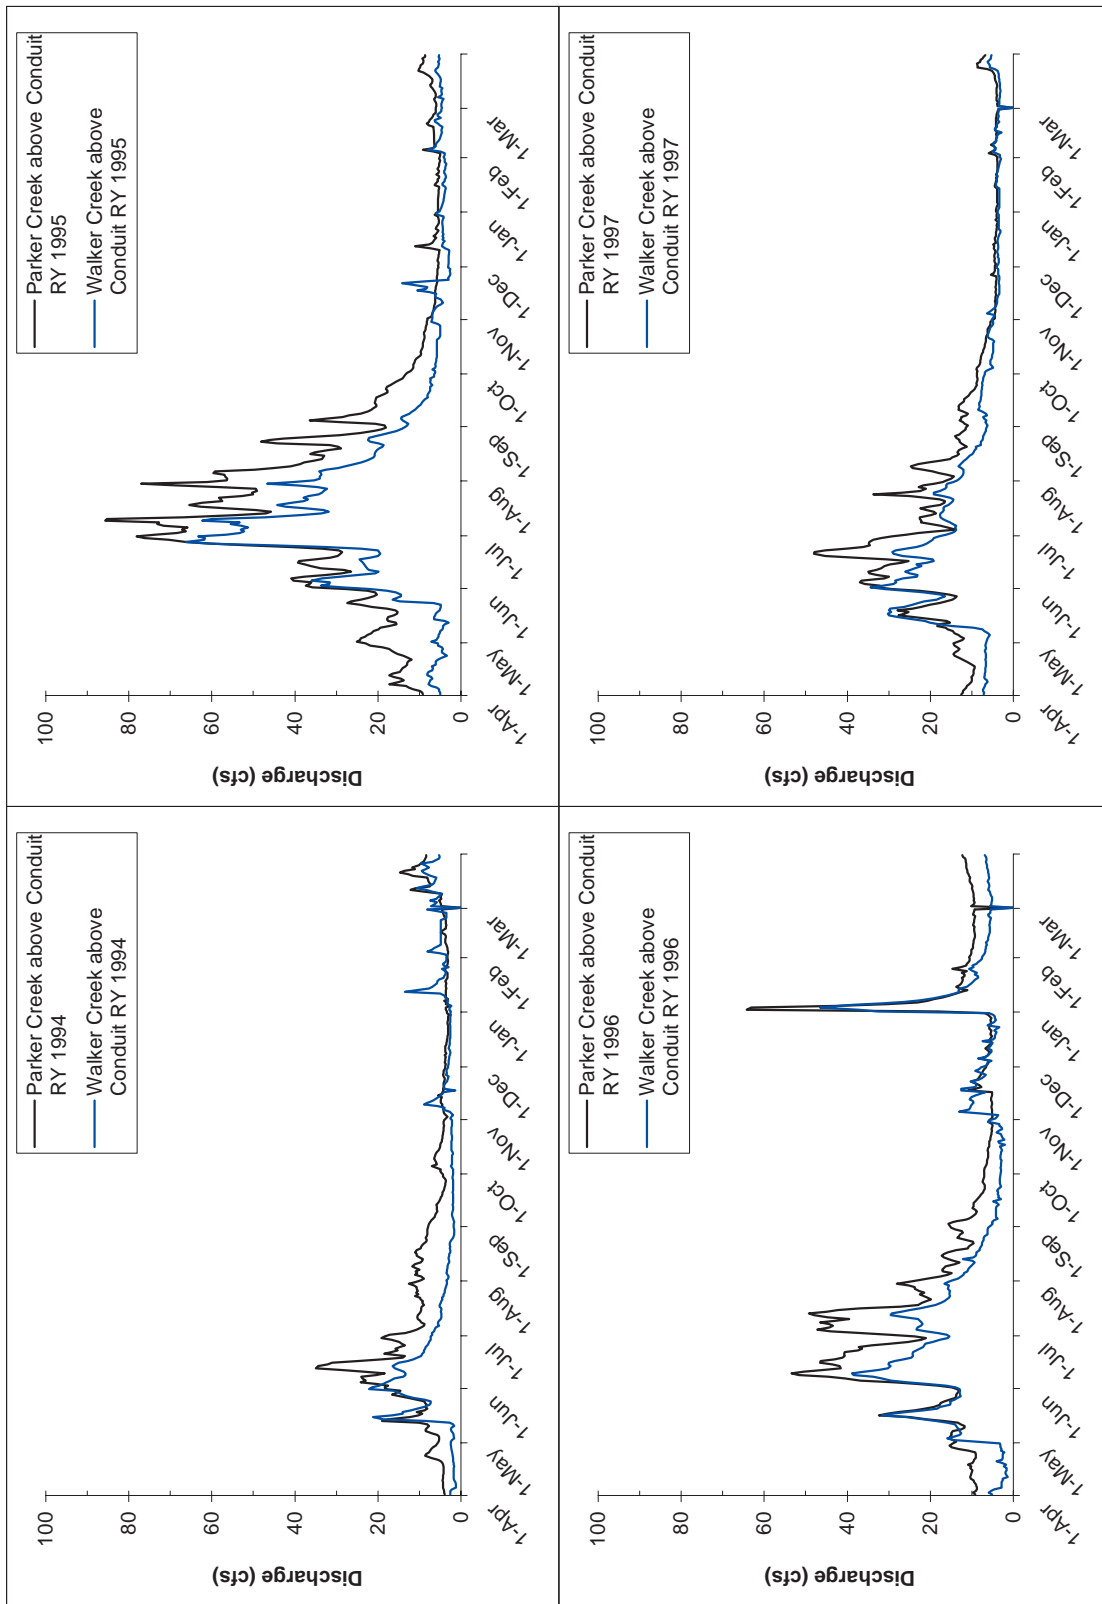 Discharge (cfs)
100
80
60
40
20
0
1-Apr
1-May
1-Jun
1-Jul
1-Aug
1-Sep
1-Oct
1-Nov
1-Dec
1-Jan
1-Feb
1-Mar
Parker Creek above Conduit
RY 1994
Walker Creek above
Conduit RY 1994
Discharge (cfs)
100
80
60
40
20
0
1-Apr
1-May
1-Jun
1-Jul
1-Aug
1-Sep
1-Oct
1-Nov
1-Dec
1-Jan
1-Feb
1-Mar
Parker Creek above Conduit
RY 1995
Walker Creek above
Conduit RY 1995
Discharge (cfs)
100
80
60
40
20
0
1-Apr
1-May
1-Jun
1-Jul
1-Aug
1-Sep
1-Oct
1-Nov
1-Dec
1-Jan
1-Feb
1-Mar
Parker Creek above Conduit
RY 1996
Walker Creek above
Conduit RY 1996
Discharge (cfs)
100
80
60
40
20
0
1-Apr
1-May
1-Jun
1-Jul
1-Aug
1-Sep
1-Oct
1-Nov
1-Dec
1-Jan
1-Feb
1-Mar
Parker Creek above Conduit
RY 1997
Walker Creek above
Conduit RY 1997